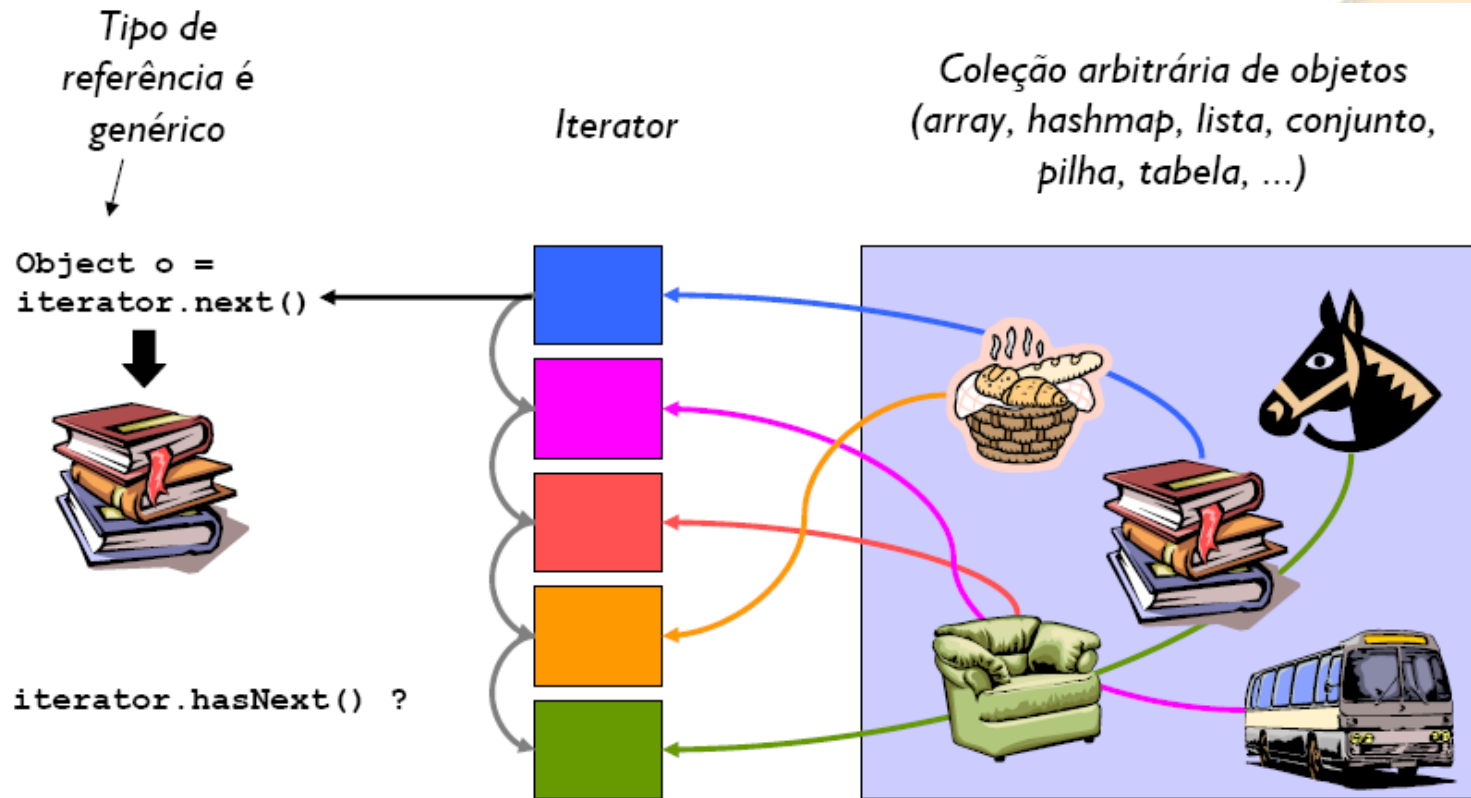 Tipo de
referência é
genérico
Iterator
Coleção arbitrária de objetos
(array, hashmap, lista, conjunto,
pilha, tabela, ...)
Object o =
iterator.next()
iterator.hasNext() ?